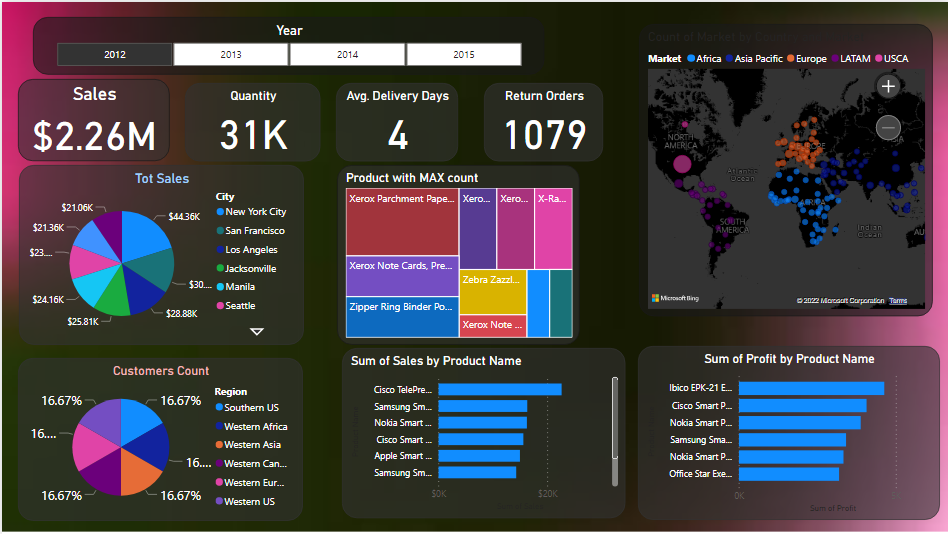 Year
2012 2013 2014 2015
Sales
$2.26M
Quantity
31K
Avg. Delivery Days
4
Return Orders
1079
Count of Market by
Market Africa Asia Pacific Europe LATAM USCA
NORTH
AMERICA
EUROPE
Atlantic
Ocean
AFRICA
SOUTH
AMERICA
Indian
Ocean
AU
Microsoft Bing
© 2022 Microsoft Corporation Terms
Tot Sales
$44.36K
$30...
$28.88K
$25.81K
$24.16K
$23....
$21.36K
$21.06K
City
New York City
San Francisco
Los Angeles
Jacksonville
Manila
Seattle
Product with MAX count
Xerox Parchment Pape...
Xerox Note Cards, Pre...
Zipper Ring Binder Po...
Xero...
Xero...
X-Ra...
Zebra Zazzl...
Xerox Note ...
Customers Count
16.67%
16.67%
16....
16....
16.67%
16.67%
Region
Southern US
Western Africa
Western Asia
Western Can...
Western Eur...
Western US
Sum of Sales by Product Name
Cisco TelePre...
Samsung Sm...
Nokia Smart ...
Cisco Smart ...
Apple Smart ...
Samsung Sm...
$0K $20K
Sum of Profit by Product Name
Ibico EPK-21 E...
Cisco Smart P...
Nokia Smart P...
Samsung Sma...
Nokia Smart P...
Office Star Exe...
0K
Sum of Profit